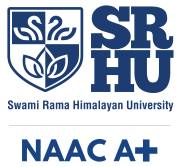 SR
HU
Swami Rama Himalayan University
NAAC A+